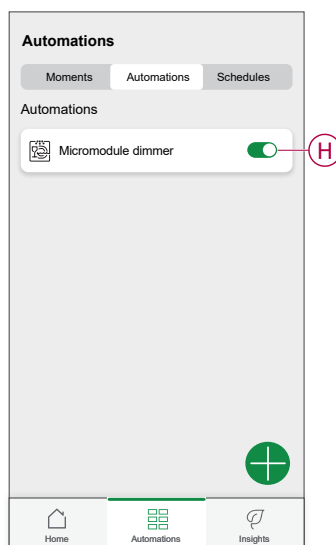 Automations
Moments Automations Schedules
Automations
Micromodule dimmer
H
Home Automations Insights